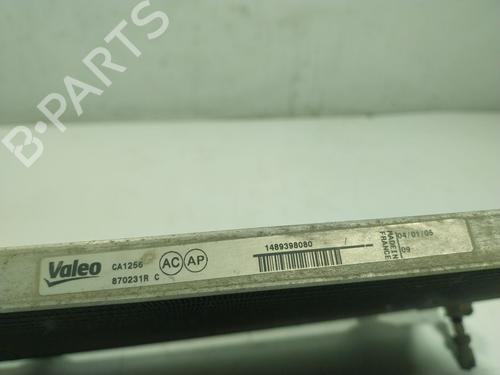 B-PARTS
Valeo
CA1256
870231R C
AC AP
1489398080
MADE IN
FRANCE
04/01/05
09